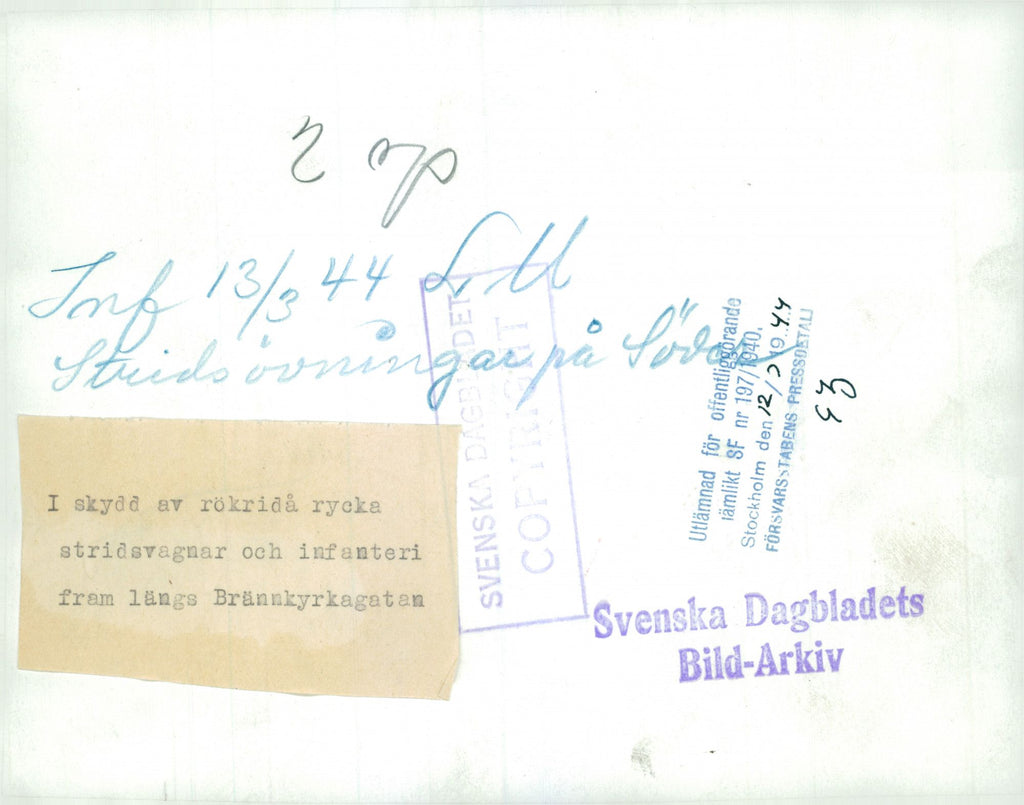 2 sp
Inf 13/3 44 L. U
Stridsövningar på Söder
SVENSKA DAGBLADET
COPYRIGHT
Utlämnad för offentliggörande
jämlikt SF nr 197/1940.
Stockholm den 12/3 19 44
FÖRSVARSSTABENS PRESSDETALJ
I skydd av rökridå rycka
stridsvagnar och infanteri
fram längs Brännkyrkagatan
Svenska Dagbladets
Bild-Arkiv